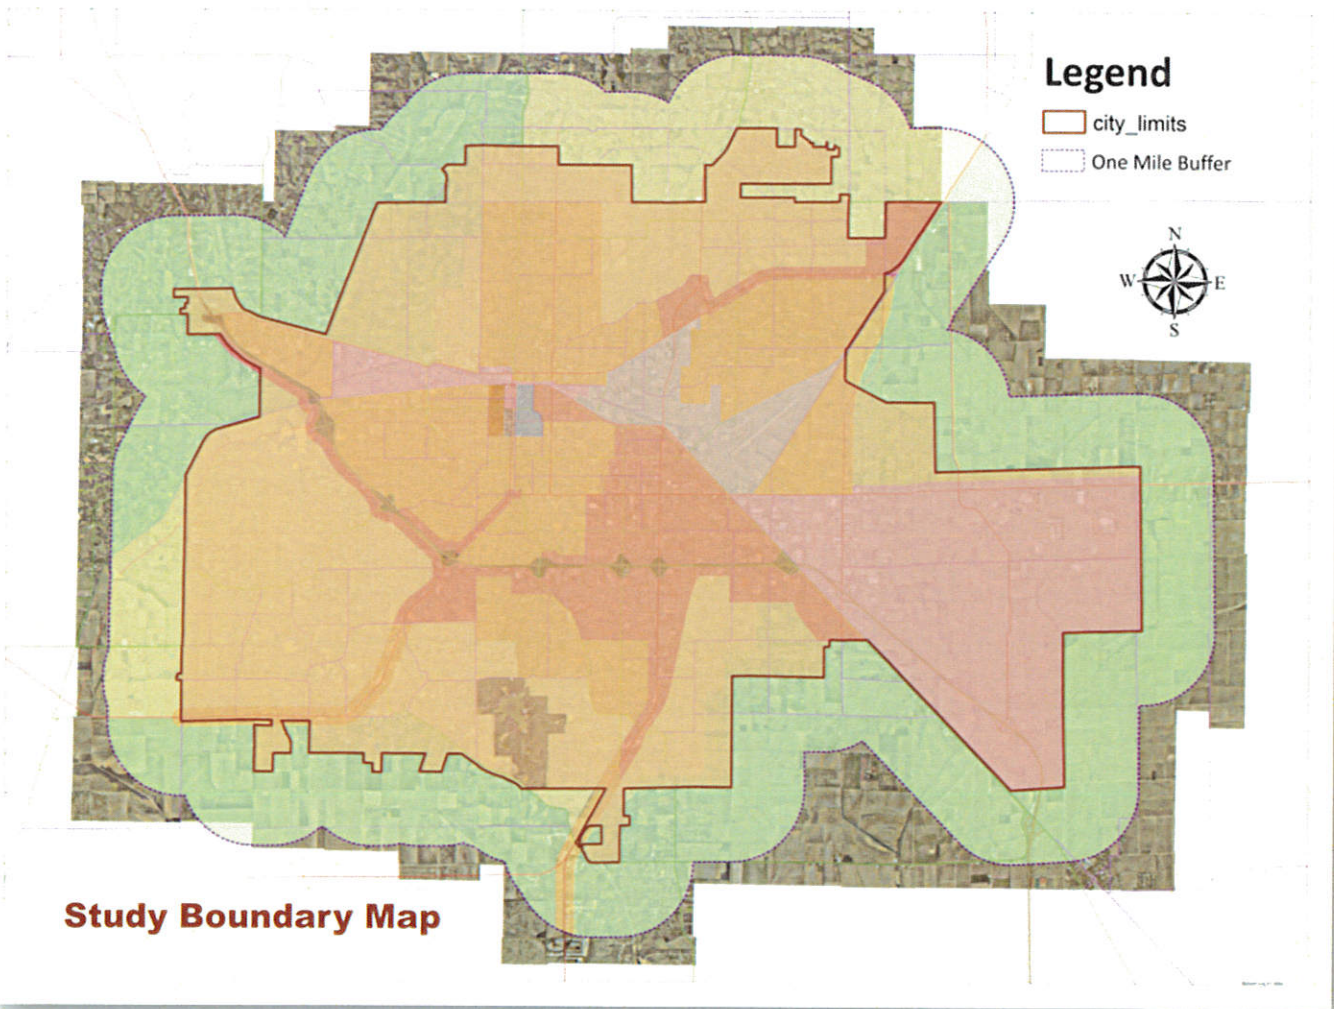 Legend
city_limits
One Mile Buffer
N
W E
S
Study Boundary Map